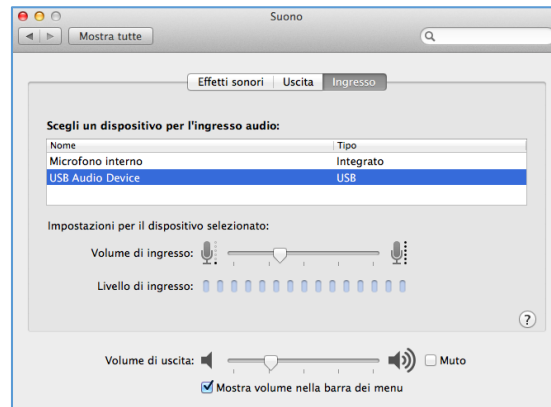 Suono
Mostra tutte
Effetti sonori Uscita Ingresso
Scegli un dispositivo per l'ingresso audio:
Nome Tipo
Microfono interno Integrato
USB Audio Device USB
Impostazioni per il dispositivo selezionato:
Volume di ingresso:
Livello di ingresso:
?
Volume di uscita: Muto
Mostra volume nella barra dei menu